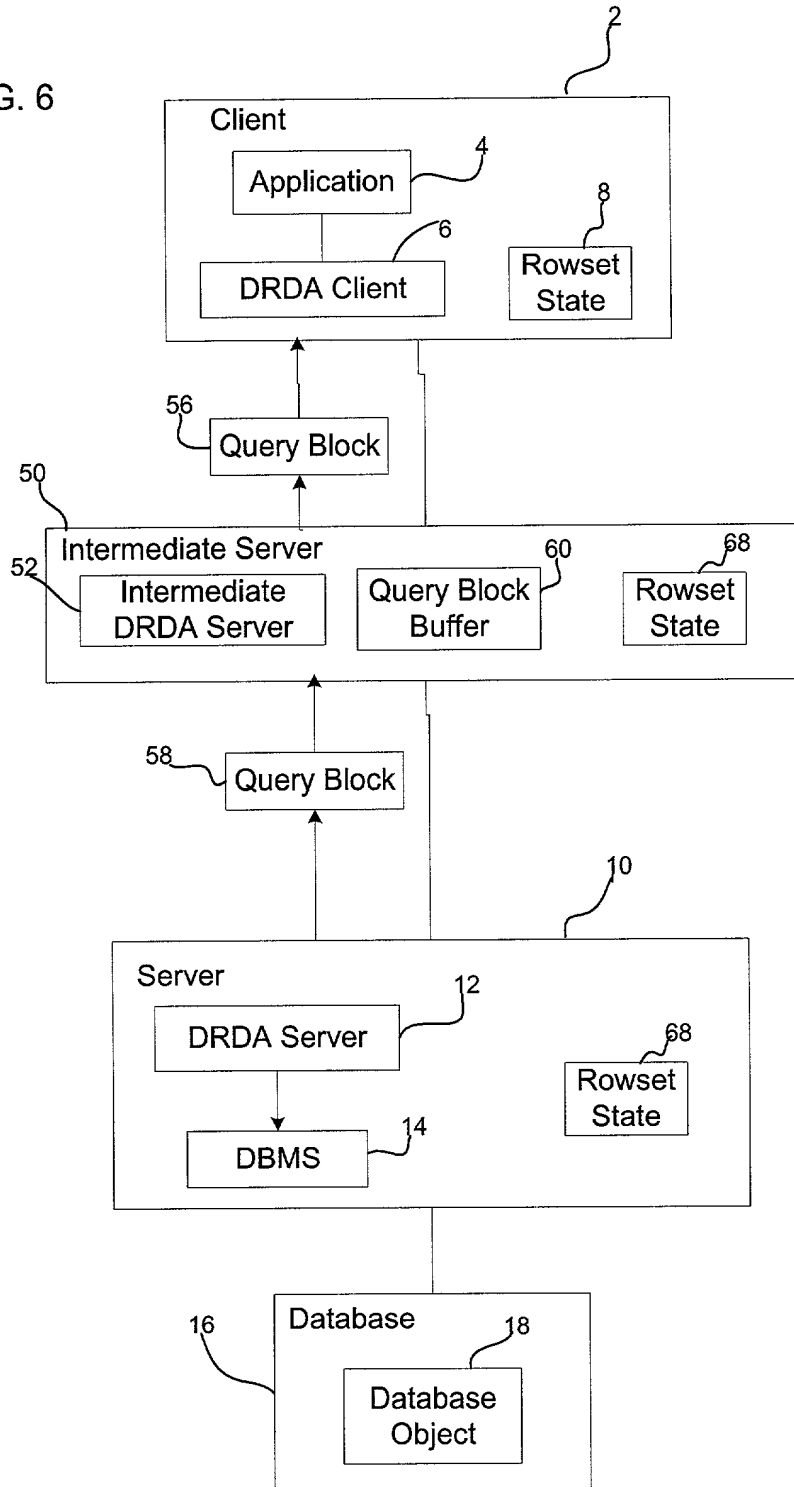 2
G. 6
Client
4
Application
8
6
Rowset
State
DRDA Client
56
Query Block
50
Intermediate Server
60
68
52
Intermediate
DRDA Server
Query Block
Buffer
Rowset
State
58
Query Block
10
Server
12
DRDA Server
68
Rowset
State
14
DBMS
Database
16
18
Database
Object